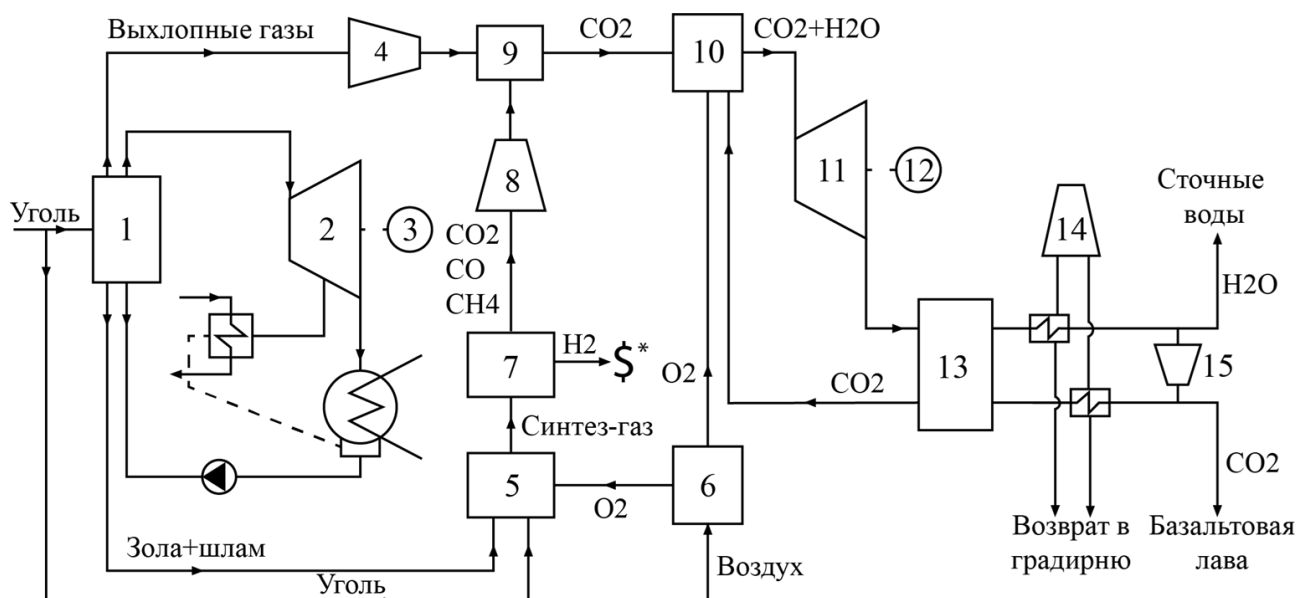 Выхлопные газы
4
9
CO2
10
CO2+H2O
11
12
8
Уголь
1
2
3
CO2
CO
CH4
Сточные
воды
14
H2O
7
H2
$*
O2
CO2
13
15
Синтез-газ
5
O2
6
CO2
Зола+шлам
Уголь
Воздух
Возврат в
градирню
Базальтовая
лава